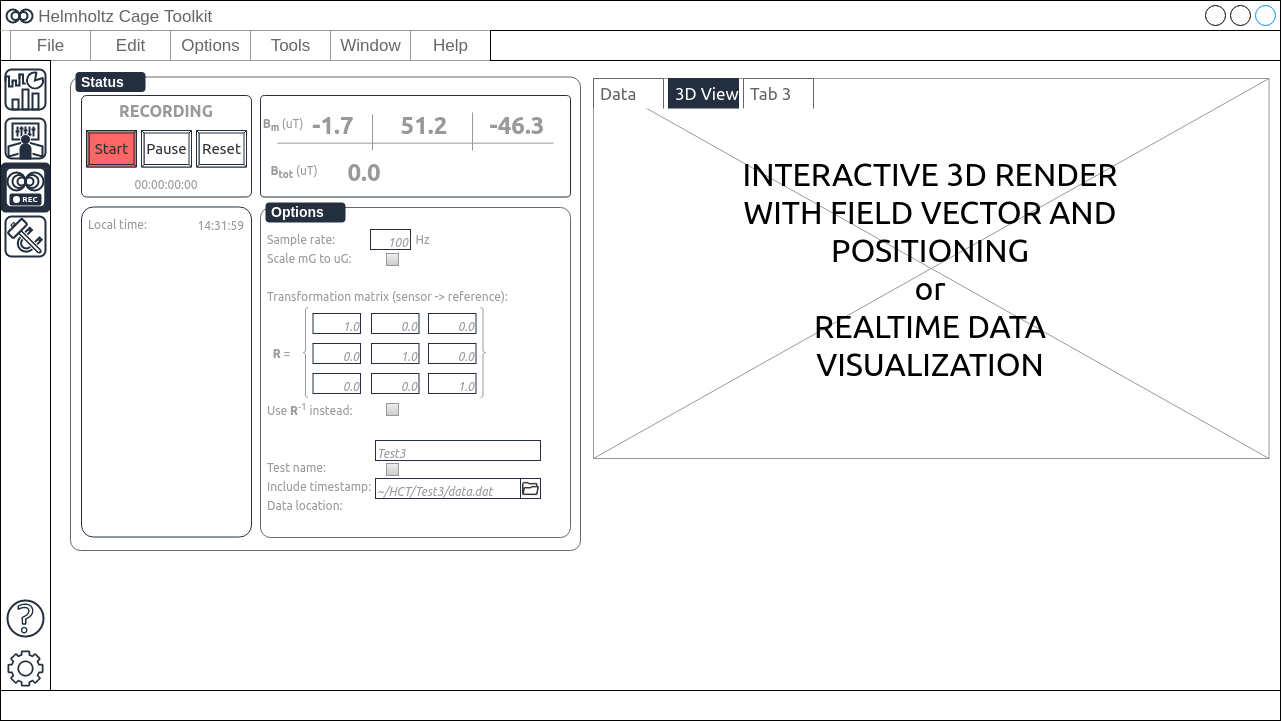 Helmholtz Cage Toolkit
File Edit Options Tools Window Help
Status
RECORDING
Start Pause Reset
00:00:00:00
Bm (uT) -1.7 51.2 -46.3
Btot (uT) 0.0
Local time: 14:31:59
Options
Sample rate: 100 Hz
Scale mG to uG:
Transformation matrix (sensor -> reference):
1.0 0.0 0.0
R = 0.0 1.0 0.0
0.0 0.0 1.0
Use R-1 instead:
Test3
Test name:
Include timestamp:
~/HCT/Test3/data.dat
Data location:
Data 3D View Tab 3
INTERACTIVE 3D RENDER
WITH FIELD VECTOR AND
POSITIONING
or
REALTIME DATA
VISUALIZATION
REC
?